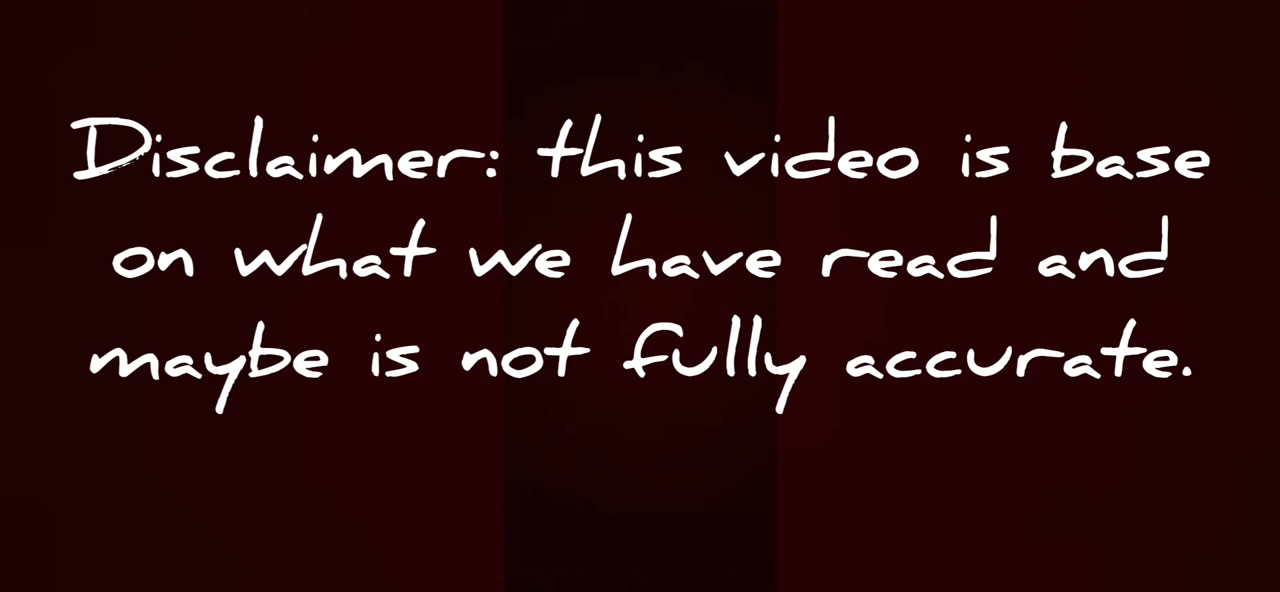 Disclaimer: this video is base
on what we have read and
maybe is not fully accurate.